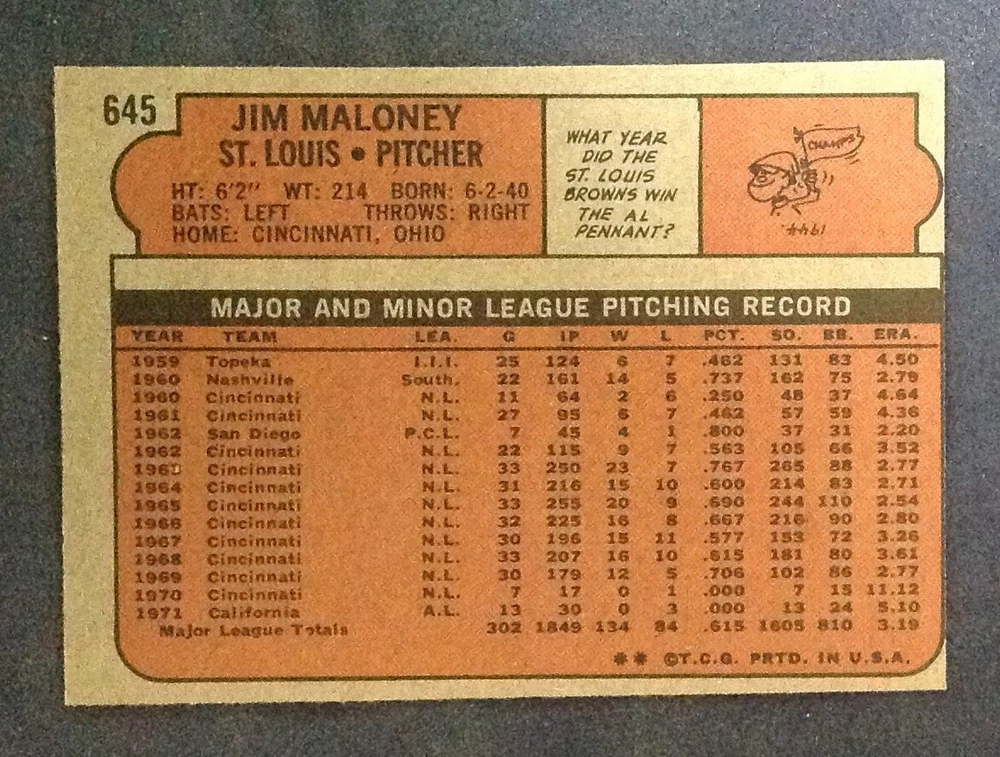 645
JIM MALONEY
ST. LOUIS • PITCHER
HT: 6'2" WT: 214 BORN: 6-2-40
BATS: LEFT THROWS: RIGHT
HOME: CINCINNATI, OHIO
WHAT YEAR
DID THE
ST. LOUIS
BROWNS WIN
THE AL
PENNANT?
CHAMPS
1944.
MAJOR AND MINOR LEAGUE PITCHING RECORD
YEAR TEAM LEA. G IP W L PCT. SO. BB. ERA.
1959 Topeka I.I.I. 25 124 6 7 .462 131 83 4.50
1960 Nashville South. 22 161 14 5 .737 162 75 2.79
1960 Cincinnati N.L. 11 64 2 6 .250 48 37 4.64
1961 Cincinnati N.L. 27 95 6 7 .462 57 59 4.36
1962 San Diego P.C.L. 7 45 4 1 .800 37 31 2.20
1962 Cincinnati N.L. 22 115 9 7 .563 105 66 3.52
1963 Cincinnati N.L. 33 250 23 7 .767 265 88 2.77
1964 Cincinnati N.L. 31 216 15 10 .600 214 83 2.71
1965 Cincinnati N.L. 33 255 20 9 .690 244 110 2.54
1966 Cincinnati N.L. 32 225 16 8 .667 216 90 2.80
1967 Cincinnati N.L. 30 196 15 11 .577 153 72 3.26
1968 Cincinnati N.L. 33 207 16 10 .615 181 80 3.61
1969 Cincinnati N.L. 30 179 12 5 .706 102 86 2.77
1970 Cincinnati N.L. 7 17 0 1 .000 7 15 11.12
1971 California A.L. 13 30 0 3 .000 13 24 5.10
Major League Totals 302 1849 134 84 .615 1605 810 3.19
** ©T.C.G. PRTD. IN U.S.A.